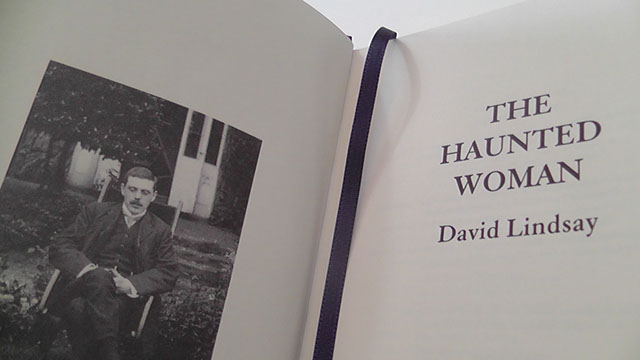 THE
HAUNTED
WOMAN
David Lindsay